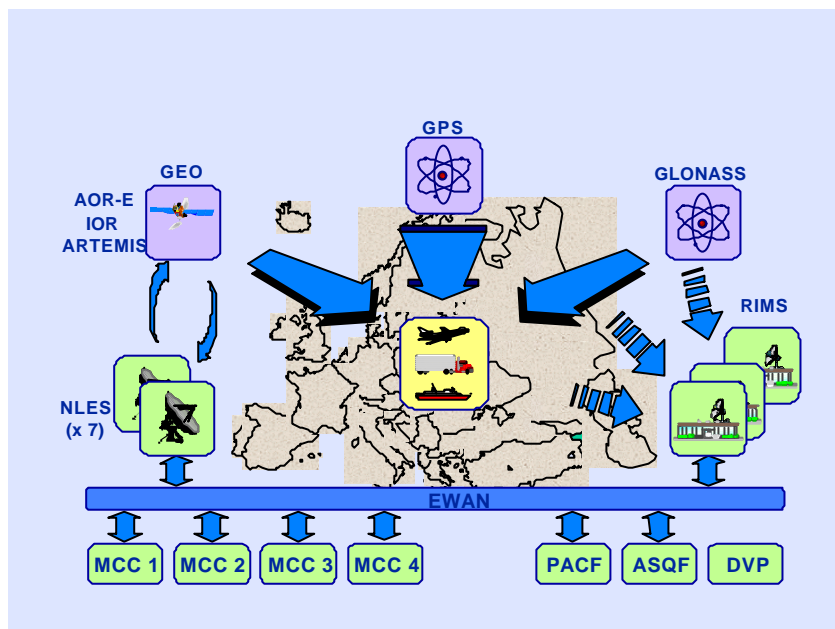 GPS
GEO
GLONASS
AOR-E
IOR
ARTEMIS
RIMS
NLES
(x 7)
EWAN
MCC 1
MCC 2
MCC 3
MCC 4
PACF
ASQF
DVP